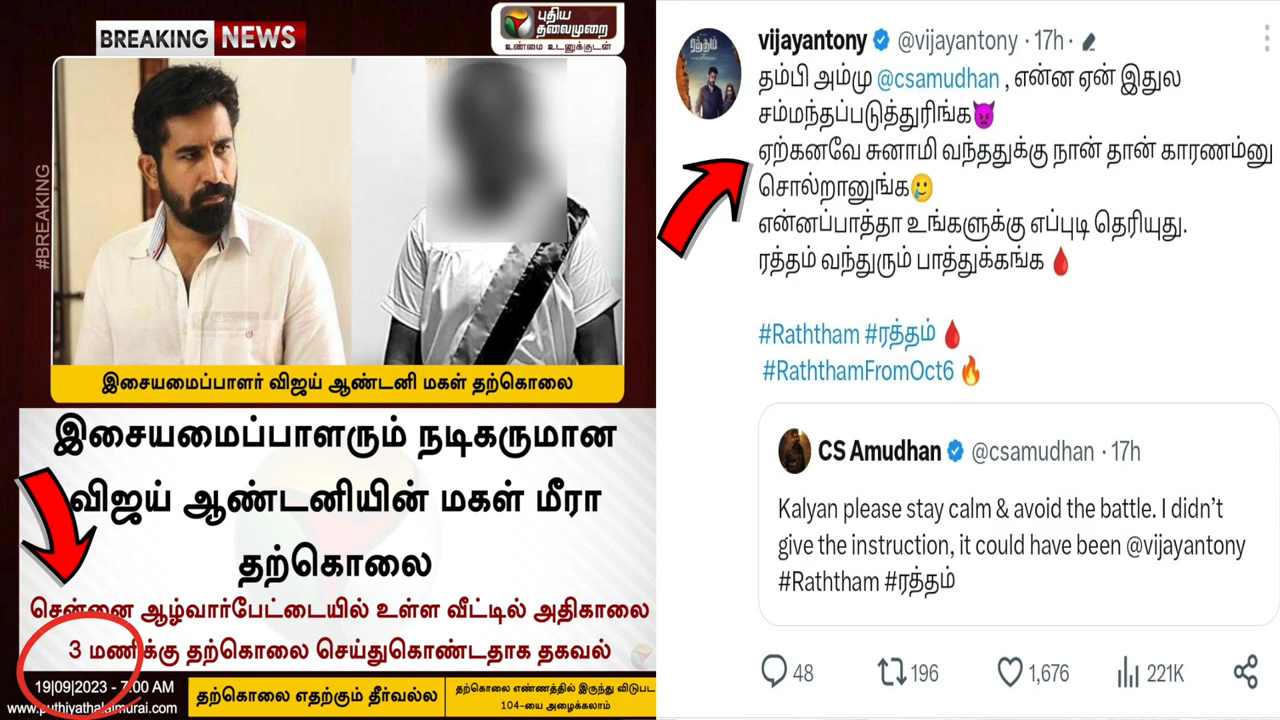 BREAKING NEWS
புதிய
தலைமுறை
உண்மை உடனுக்குடன்
#BREAKING
இசையமைப்பாளர் விஜய் ஆண்டனி மகள் தற்கொலை
இசையமைப்பாளரும் நடிகருமான
விஜய் ஆண்டனியின் மகள் மீரா
தற்கொலை
சென்னை ஆழ்வார்பேட்டையில் உள்ள வீட்டில் அதிகாலை
3 மணிக்கு தற்கொலை செய்துகொண்டதாக தகவல்
19|09|2023 - 7:00 AM
www.puthiyathalaimurai.com
தற்கொலை எதற்கும் தீர்வல்ல
தற்கொலை எண்ணத்தில் இருந்து விடுபட
104-யை அழைக்கலாம்
vijayantony @vijayantony · 17h ·
தம்பி அம்மு @csamudhan , என்ன ஏன் இதுல
சம்மந்தப்படுத்துரிங்க👿
ஏற்கனவே சுனாமி வந்ததுக்கு நான் தான் காரணம்னு
சொல்றானுங்க🥲
என்னப்பாத்தா உங்களுக்கு எப்புடி தெரியுது.
ரத்தம் வந்துரும் பாத்துக்கங்க 🩸
#Raththam #ரத்தம் 🩸
#RaththamFromOct6 🔥
CS Amudhan @csamudhan · 17h
Kalyan please stay calm & avoid the battle. I didn't
give the instruction, it could have been @vijayantony
#Raththam #ரத்தம்
48 196 1,676 221K